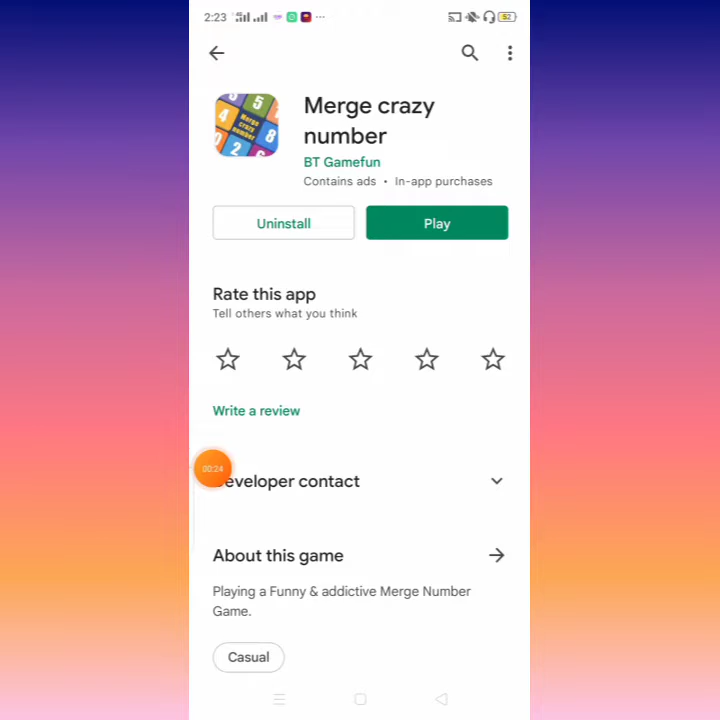 2:23
52
Merge crazy
number
BT Gamefun
Contains ads • In-app purchases
Uninstall
Play
Rate this app
Tell others what you think
Write a review
00:24
eveloper contact
About this game
Playing a Funny & addictive Merge Number
Game.
Casual